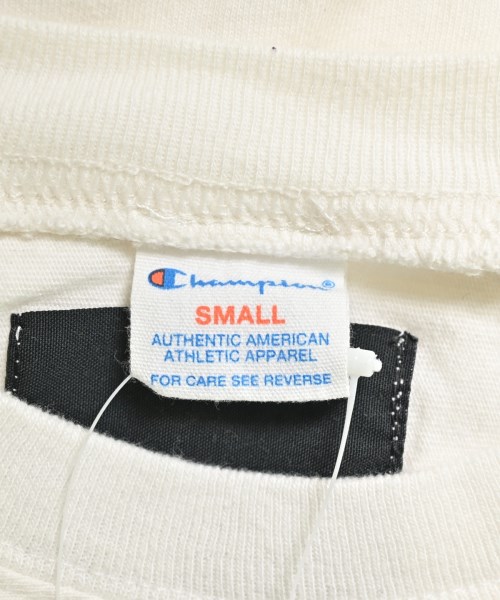 Champion
SMALL
AUTHENTIC AMERICAN
ATHLETIC APPAREL
FOR CARE SEE REVERSE